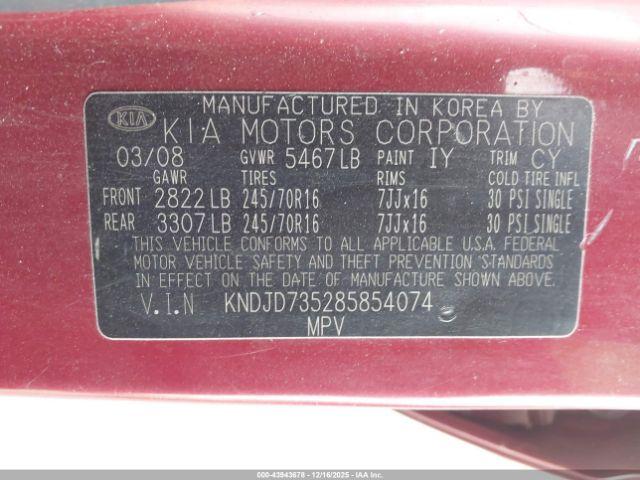 MANUFACTURED IN KOREA BY
KIA KIA MOTORS CORPORATION
03/08 GVWR 5467LB PAINT IY TRIM CY
GAWR TIRES RIMS COLD TIRE INFL
FRONT 2822LB 245/70R16 7JJx16 30 PSI SINGLE
REAR 3307LB 245/70R16 7JJx16 30 PSI SINGLE
THIS VEHICLE CONFORMS TO ALL APPLICABLE U.S.A. FEDERAL
MOTOR VEHICLE SAFETY AND THEFT PREVENTION STANDARDS
IN EFFECT ON THE DATE OF MANUFACTURE SHOWN ABOVE.
V.I.N KNDJD735285854074
MPV
000-43943678 - 12/16/2025 - IAA, Inc.